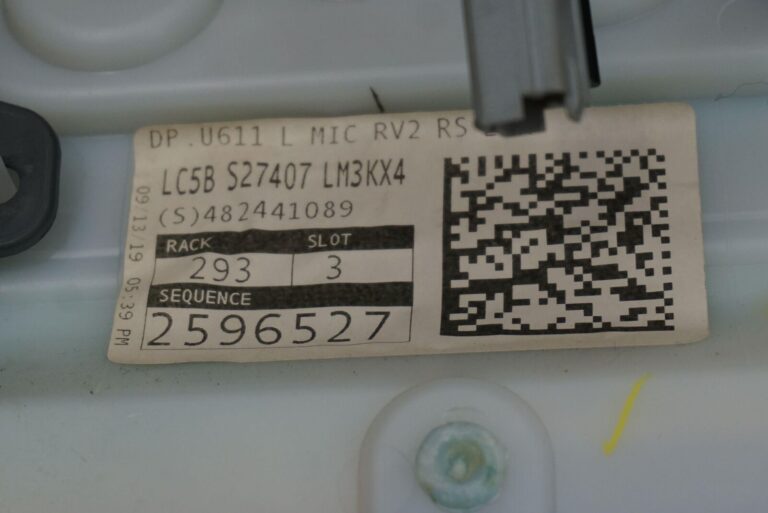 DP.U611 L MIC RV2 RS
LC5B S27407 LM3KX4
(S)482441089
RACK SLOT
293 3
SEQUENCE
2596527
09/13/19 05:39 PM